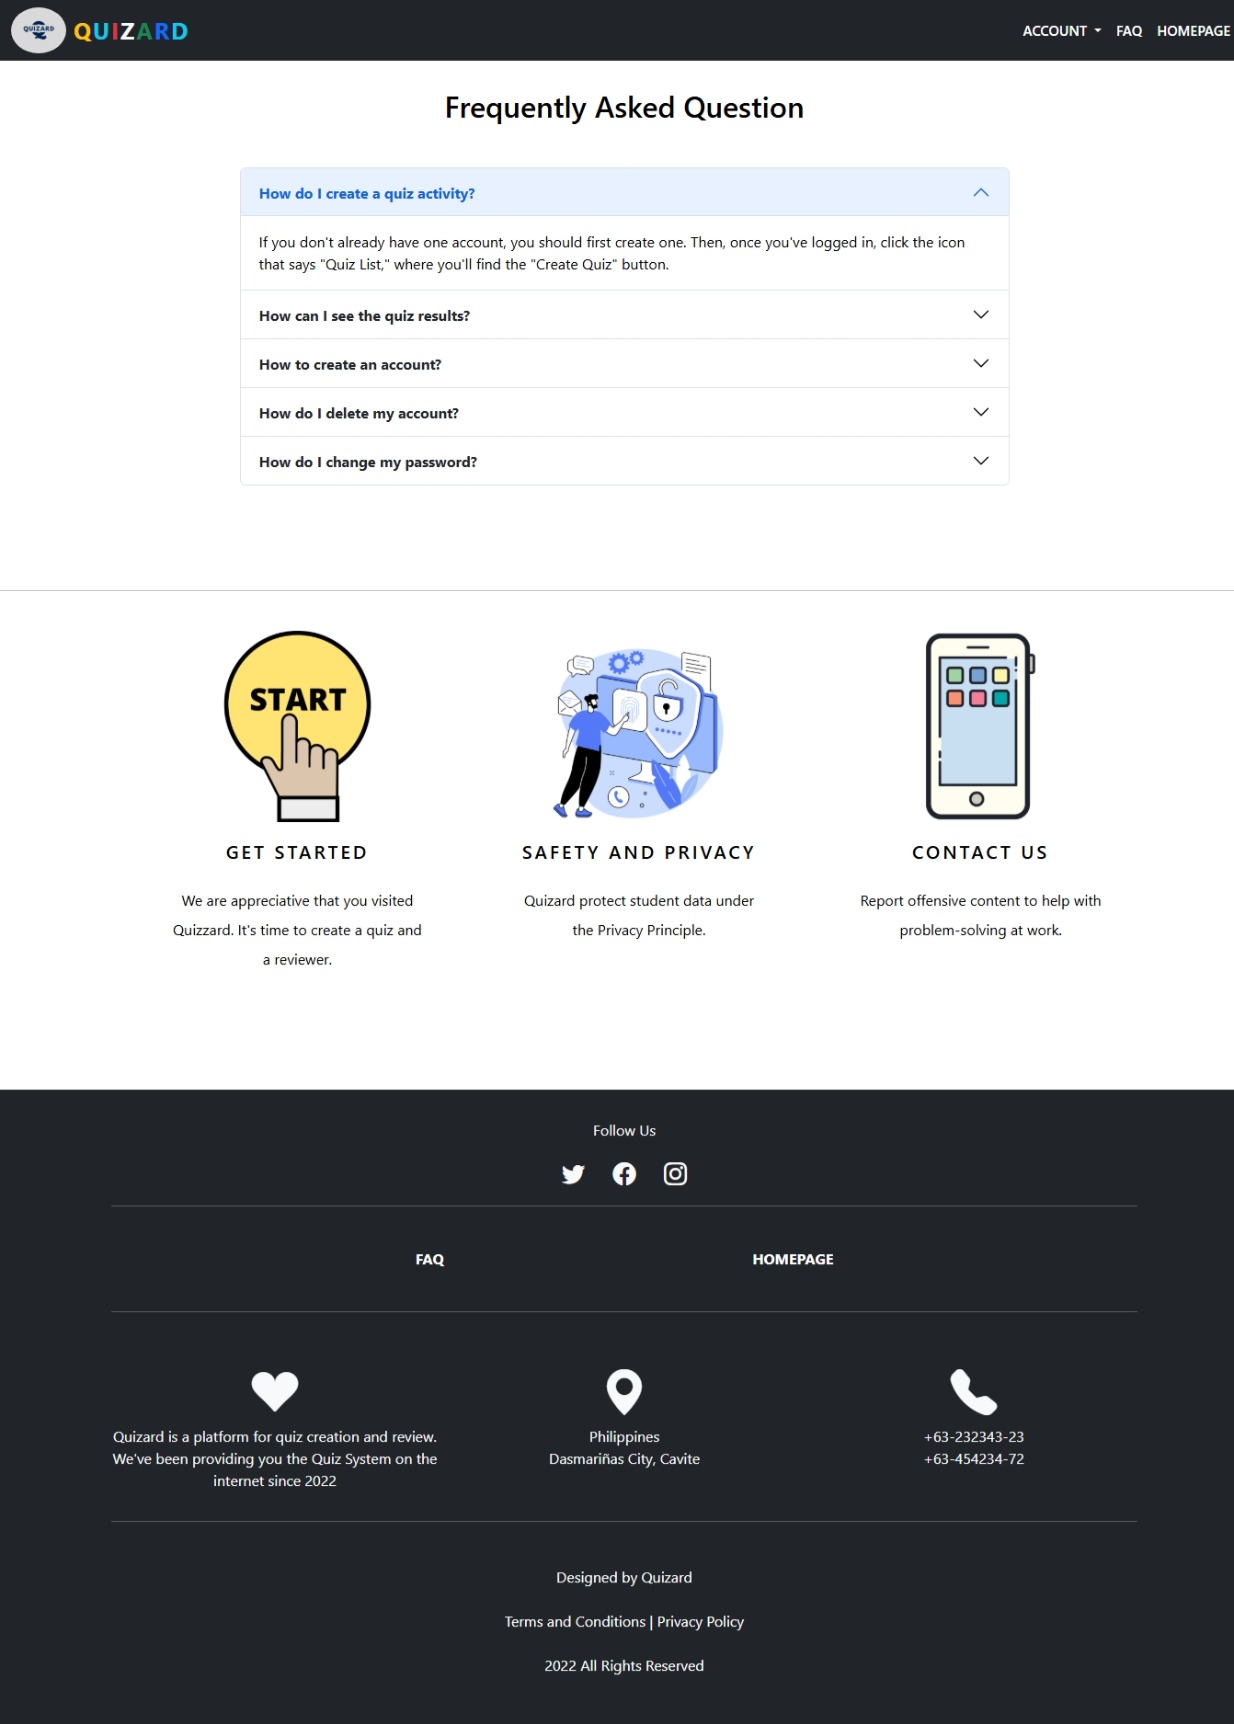 QUIZARD
QUIZARD
ACCOUNT
FAQ
HOMEPAGE
Frequently Asked Question
How do I create a quiz activity?
If you don't already have one account, you should first create one. Then, once you've logged in, click the icon
that says "Quiz List," where you'll find the "Create Quiz" button.
How can I see the quiz results?
How to create an account?
How do I delete my account?
How do I change my password?
START
GET STARTED
We are appreciative that you visited
Quizzard. It's time to create a quiz and
a reviewer.
SAFETY AND PRIVACY
Quizard protect student data under
the Privacy Principle.
CONTACT US
Report offensive content to help with
problem-solving at work.
Follow Us
FAQ
HOMEPAGE
Quizard is a platform for quiz creation and review.
We've been providing you the Quiz System on the
internet since 2022
Philippines
Dasmariñas City, Cavite
+63-232343-23
+63-454234-72
Designed by Quizard
Terms and Conditions | Privacy Policy
2022 All Rights Reserved